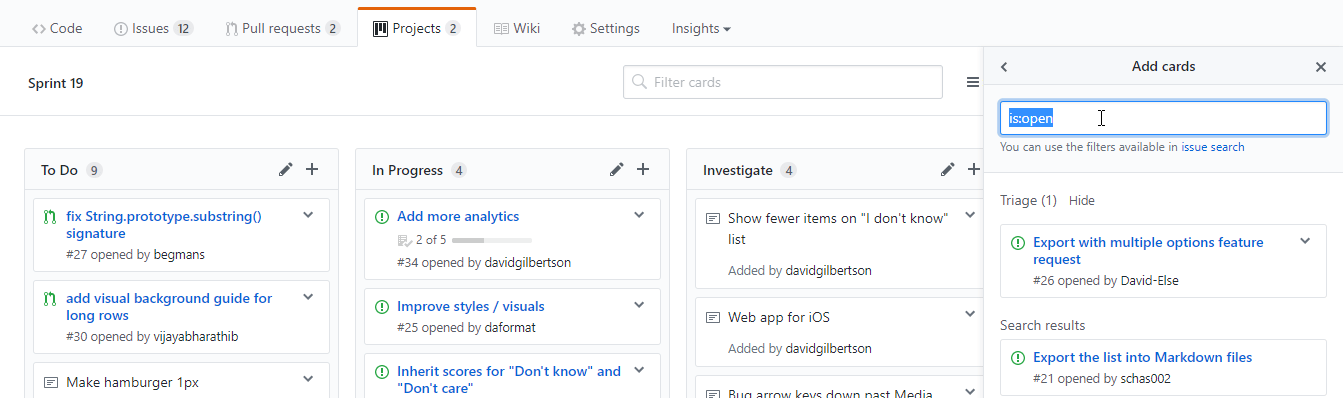 Code Issues 12 Pull requests 2 Projects 2 Wiki Settings Insights
Sprint 19
Filter cards
To Do 9
fix String.prototype.substring()
signature
#27 opened by begmans
add visual background guide for
long rows
#30 opened by vijayabharathib
Make hamburger 1px
In Progress 4
Add more analytics
2 of 5
#34 opened by davidgilbertson
Improve styles / visuals
#25 opened by daformat
Inherit scores for "Don't know" and
"Don't care"
Investigate 4
Show fewer items on "I don't know"
list
Added by davidgilbertson
Web app for iOS
Added by davidgilbertson
Bug arrow keys down past Media
Add cards
is:open
You can use the filters available in issue search
Triage (1) Hide
Export with multiple options feature
request
#26 opened by David-Else
Search results
Export the list into Markdown files
#21 opened by schas002